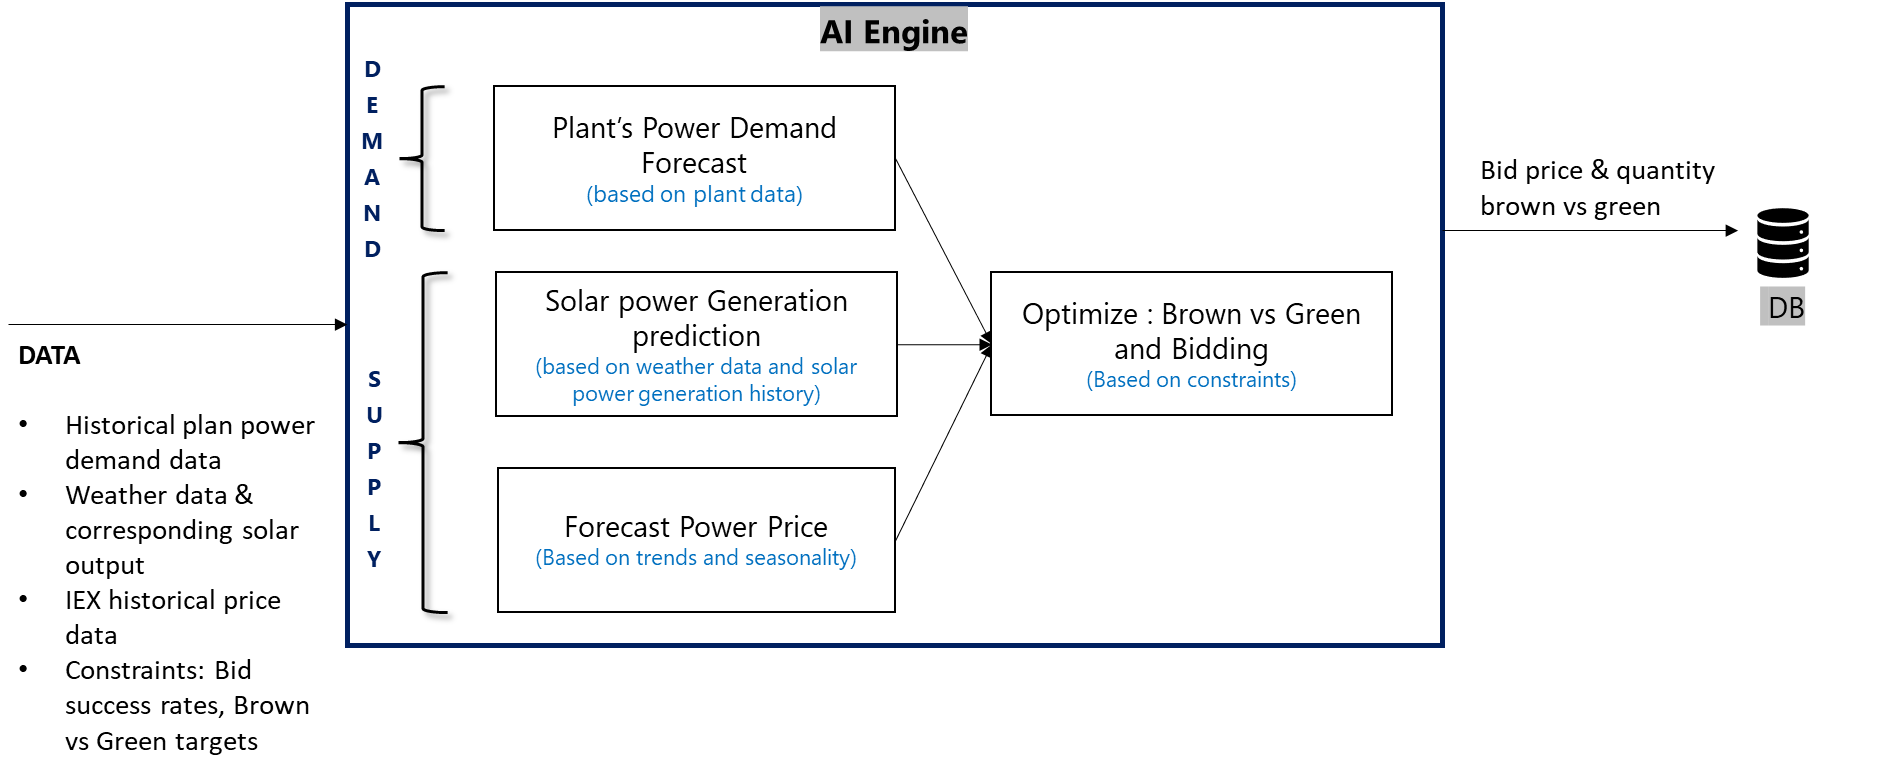 AI Engine
D
E
M
A
N
D
Plant’s Power Demand
Forecast
(based on plant data)
Solar power Generation
prediction
(based on weather data and solar
power generation history)
S
U
P
P
L
Y
Forecast Power Price
(Based on trends and seasonality)
Optimize : Brown vs Green
and Bidding
(Based on constraints)
Bid price & quantity
brown vs green
DB
DATA
• Historical plan power
demand data
• Weather data &
corresponding solar
output
• IEX historical price
data
• Constraints: Bid
success rates, Brown
vs Green targets